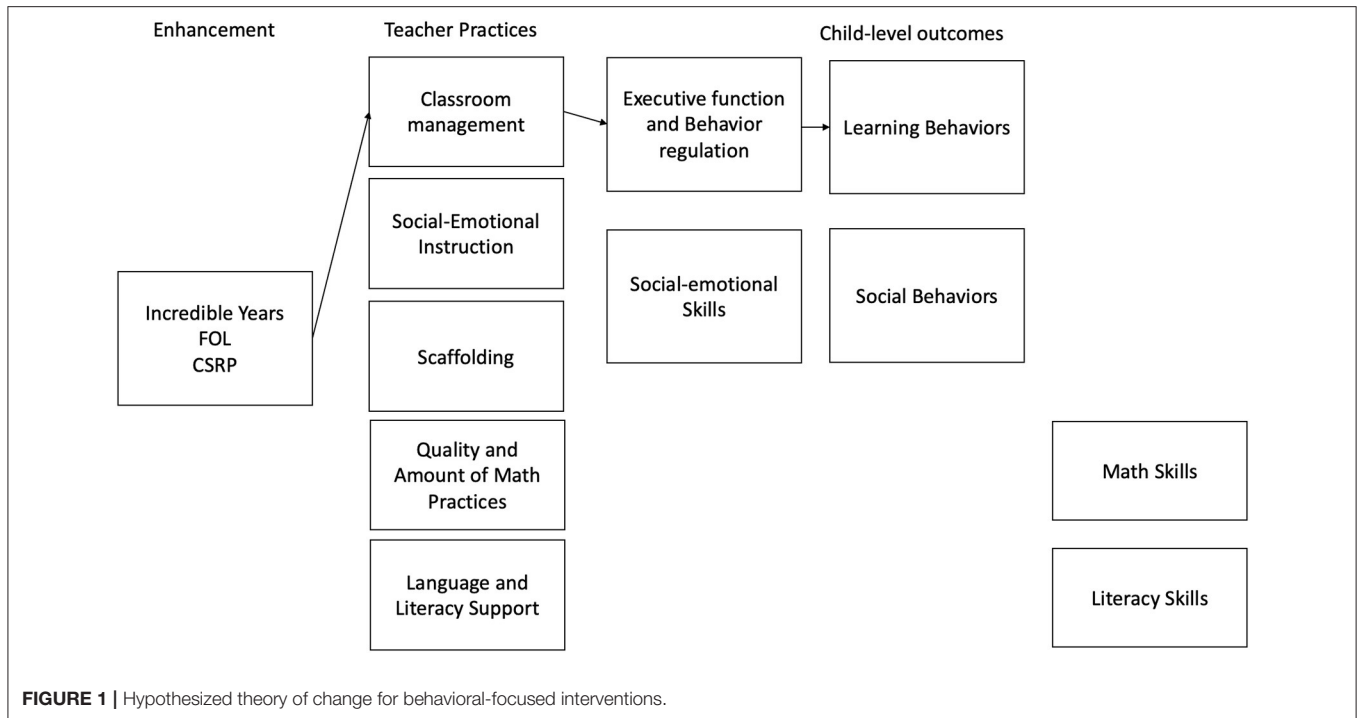 Enhancement
Teacher Practices
Child-level outcomes
Classroom
management
Executive function
and Behavior
regulation
Learning Behaviors
Social-Emotional
Instruction
Incredible Years
FOL
CSRP
Social-emotional
Skills
Social Behaviors
Scaffolding
Quality and
Amount of Math
Practices
Math Skills
Language and
Literacy Support
Literacy Skills
FIGURE 1 | Hypothesized theory of change for behavioral-focused interventions.